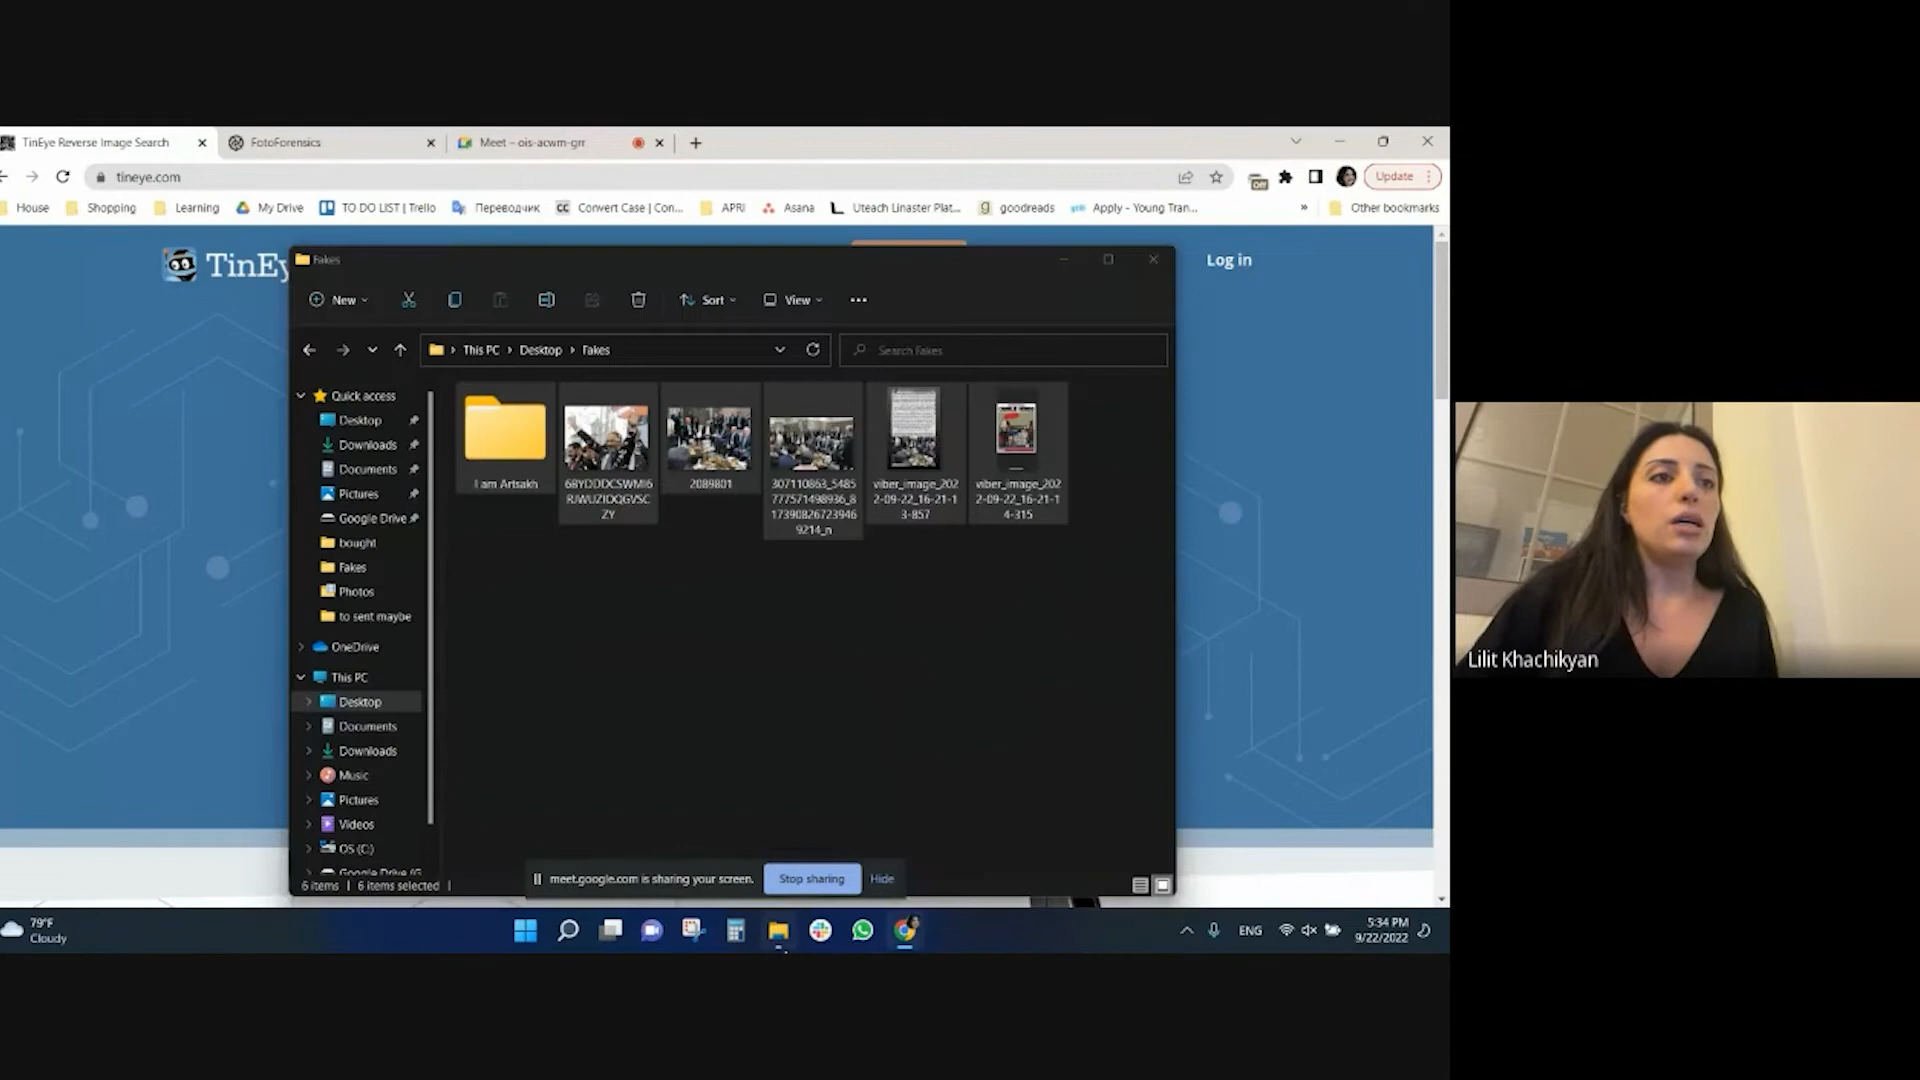 TinEye Reverse Image Search
FotoForensics
Meet – ois-acwm-grr
tineye.com
Update
House
Shopping
Learning
My Drive
TO DO LIST | Trello
Переводчик
Convert Case | Con...
APRI
Asana
Uteach Linaster Plat...
goodreads
Apply - Young Tran...
»
Other bookmarks
TinEy
Log in
Fakes
New
Sort
View
This PC
Desktop
Fakes
Search Fakes
Quick access
Desktop
Downloads
Documents
Pictures
Google Drive
bought
Fakes
Photos
to sent maybe
OneDrive
This PC
Desktop
Documents
Downloads
Music
Pictures
Videos
OS (C:)
Google Drive (G
I am Artsakh
6BYDDDCSWMI6
RJWUZIDQGVSC
ZY
2089801
307110863_5485
777571498936_8
17390826723946
9214_n
viber_image_202
2-09-22_16-21-1
3-857
viber_image_202
2-09-22_16-21-1
4-315
6 items | 6 items selected |
meet.google.com is sharing your screen.
Stop sharing
Hide
79°F
Cloudy
ENG
5:34 PM
9/22/2022
Lilit Khachikyan